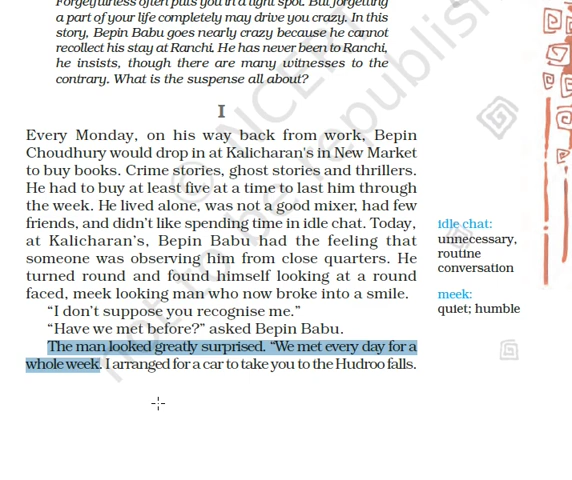 Forgetfulness often puts you in a tight spot. But forgetting
a part of your life completely may drive you crazy. In this
story, Bepin Babu goes nearly crazy because he cannot
recollect his stay at Ranchi. He has never been to Ranchi,
he insists, though there are many witnesses to the
contrary. What is the suspense all about?
I
Every Monday, on his way back from work, Bepin
Choudhury would drop in at Kalicharan's in New Market
to buy books. Crime stories, ghost stories and thrillers.
He had to buy at least five at a time to last him through
the week. He lived alone, was not a good mixer, had few
friends, and didn't like spending time in idle chat. Today,
at Kalicharan's, Bepin Babu had the feeling that
someone was observing him from close quarters. He
turned round and found himself looking at a round
faced, meek looking man who now broke into a smile.
"I don't suppose you recognise me."
"Have we met before?" asked Bepin Babu.
The man looked greatly surprised. "We met every day for a
whole week. I arranged for a car to take you to the Hudroo falls.
idle chat:
unnecessary,
routine
conversation
meek:
quiet; humble
© NCERT
not to be republish